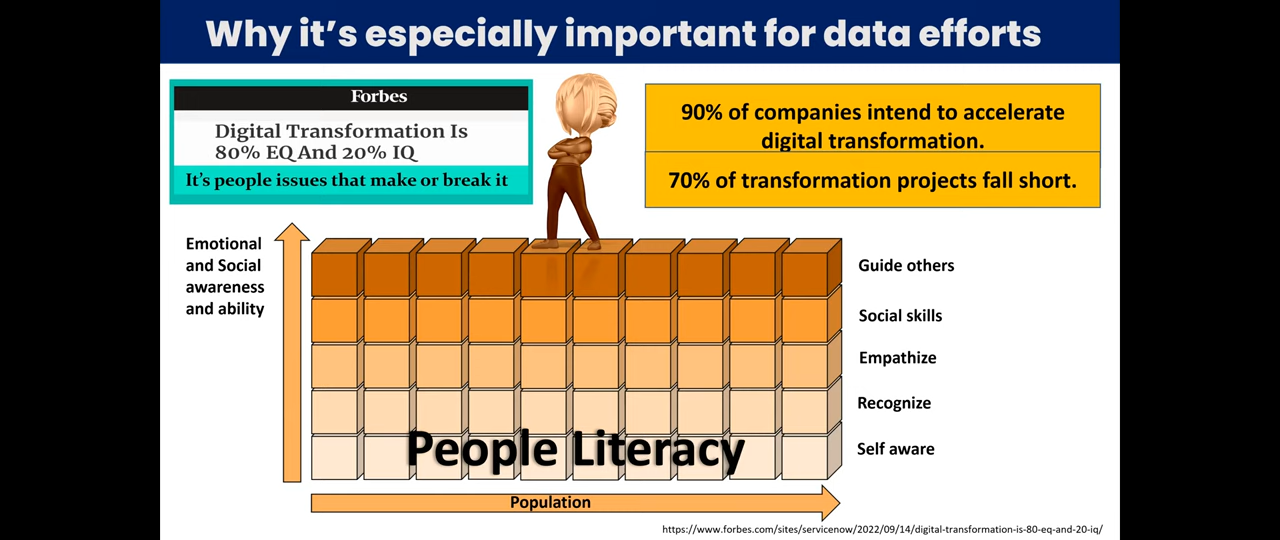 Why it's especially important for data efforts
Forbes
Digital Transformation Is
80% EQ And 20% IQ
It's people issues that make or break it
90% of companies intend to accelerate
digital transformation.
70% of transformation projects fall short.
Emotional
and Social
awareness
and ability
Guide others
Social skills
Empathize
Recognize
Self aware
People Literacy
Population
https://www.forbes.com/sites/servicenow/2022/09/14/digital-transformation-is-80-eq-and-20-iq/